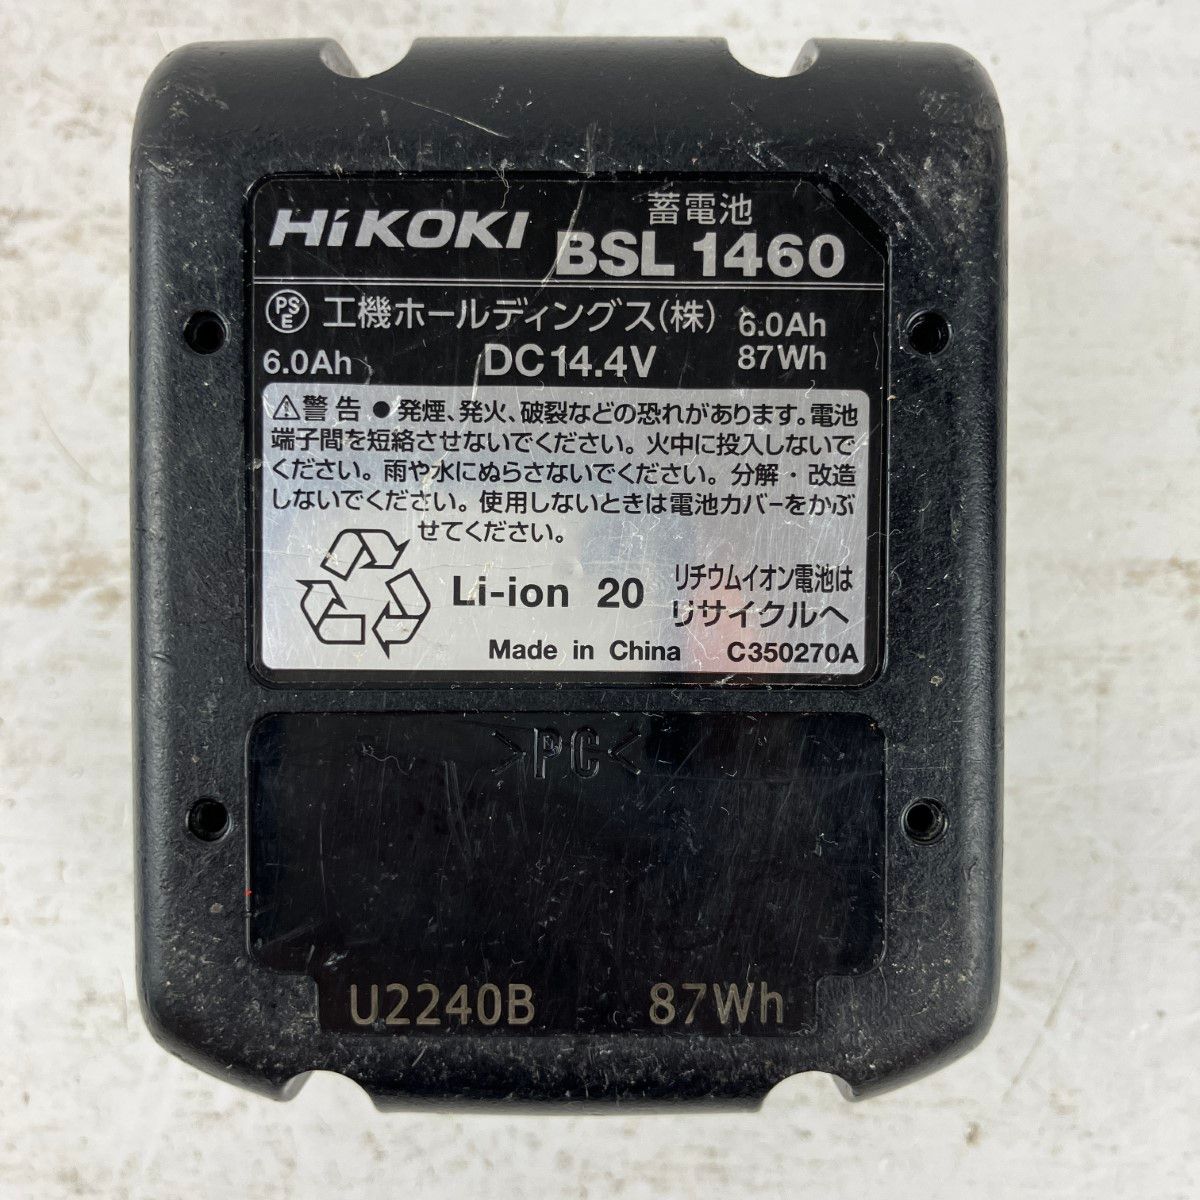 HiKOKI
蓄電池
BSL 1460
PSE 工機ホールディングス(株) 6.0Ah
6.0Ah DC14.4V 87Wh
⚠警告 ●発煙、発火、破裂などの恐れがあります。電池
端子間を短絡させないでください。火中に投入しないで
ください。雨や水にぬらさないでください。分解・改造
しないでください。使用しないときは電池カバーをかぶ
せてください。
Li-ion 20
リチウムイオン電池は
リサイクルへ
Made in China C350270A
>PC<
U2240B 87Wh